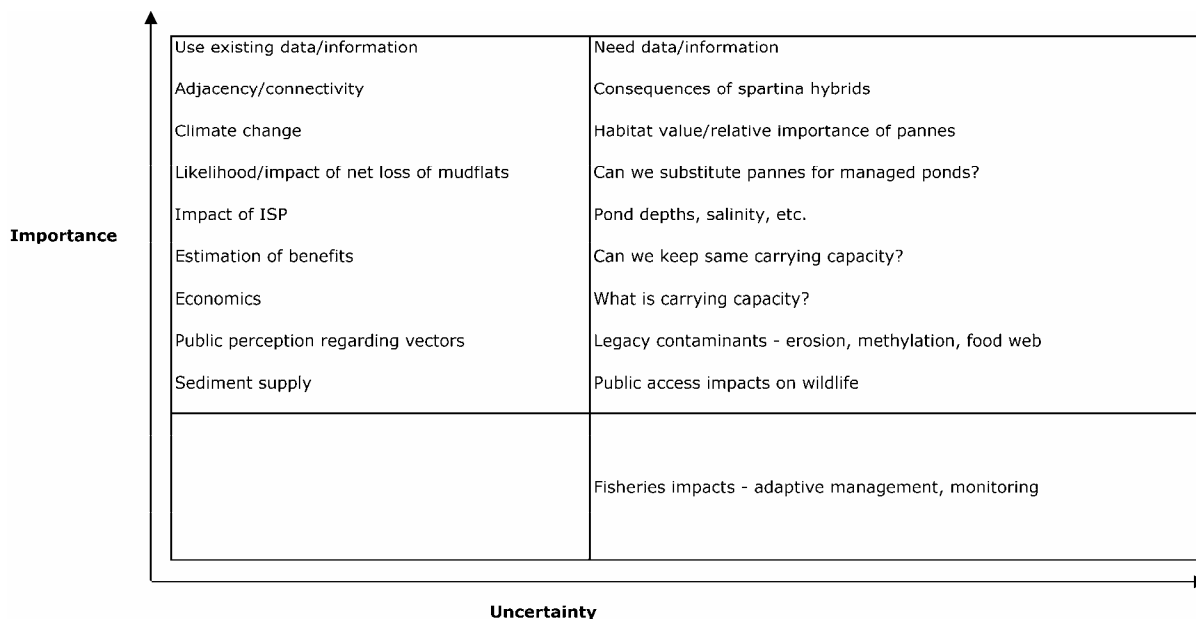 Use existing data/information
Adjacency/connectivity
Climate change
Likelihood/impact of net loss of mudflats
Impact of ISP
Estimation of benefits
Economics
Public perception regarding vectors
Sediment supply
Need data/information
Consequences of spartina hybrids
Habitat value/relative importance of pannes
Can we substitute pannes for managed ponds?
Pond depths, salinity, etc.
Can we keep same carrying capacity?
What is carrying capacity?
Legacy contaminants - erosion, methylation, food web
Public access impacts on wildlife
Fisheries impacts - adaptive management, monitoring
Importance
Uncertainty